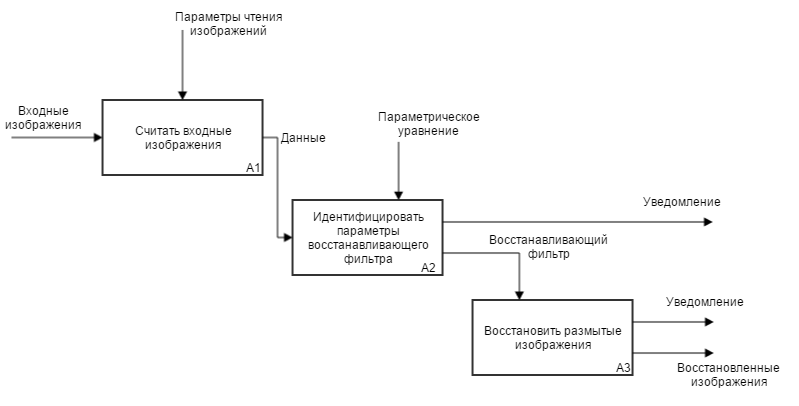 Параметры чтения
изображений
Входные
изображения
Считать входные
изображения
A1
Данные
Параметрическое
уравнение
Идентифицировать
параметры
восстанавливающего
фильтра
A2
Уведомление
Восстанавливающий
фильтр
Восстановить размытые
изображения
A3
Уведомление
Восстановленные
изображения